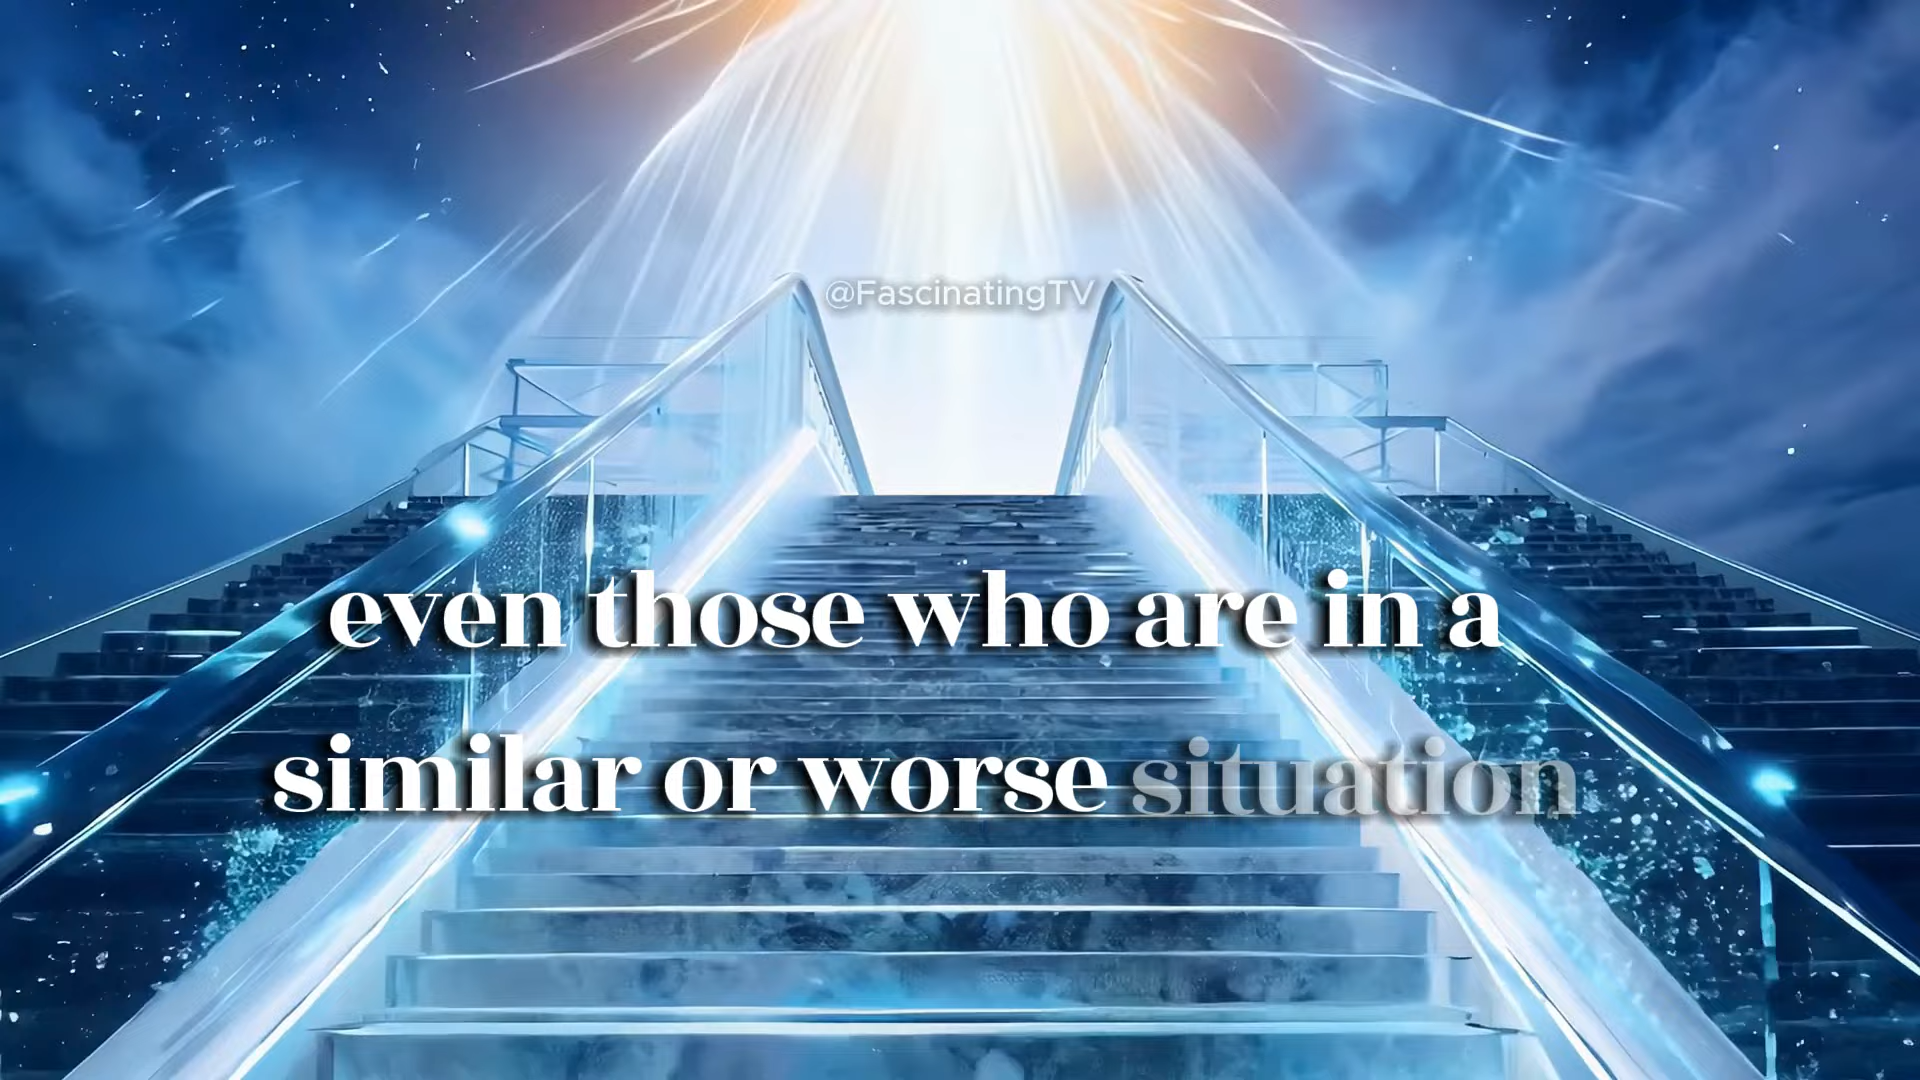 @FascinatingTV
even those who are in a
similar or worse situation